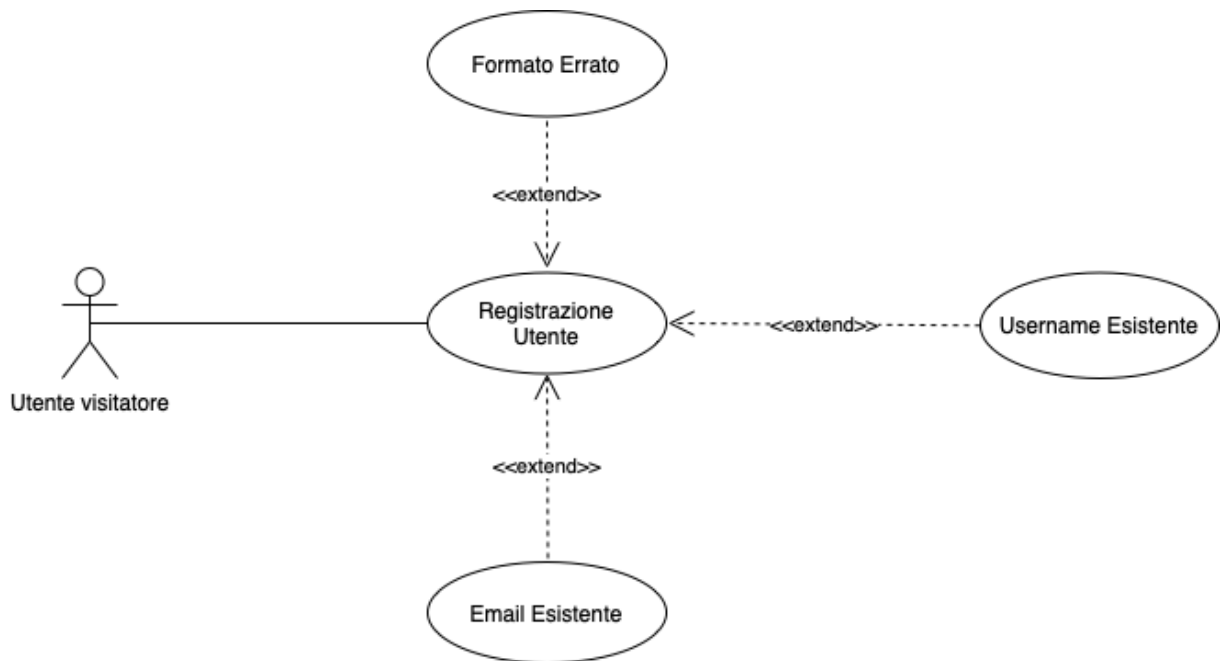 Formato Errato
<<extend>>
Registrazione
Utente
<<extend>>
Username Esistente
Utente visitatore
<<extend>>
Email Esistente